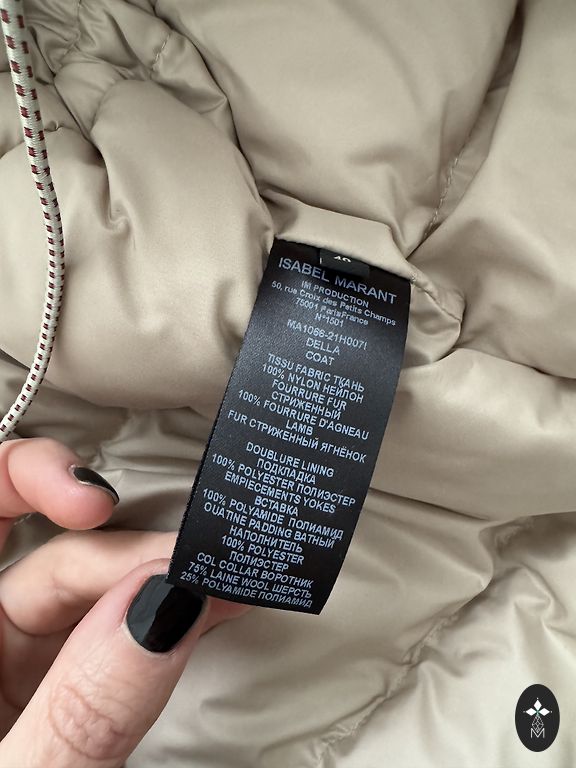 ISABEL MARANT
IM PRODUCTION
50, rue Croix des Petits Champs
75001 ParisFrance
N°1501
MA1066-21H007I
DELLA
COAT
TISSU FABRIC ТКАНЬ
100% NYLON НЕЙЛОН
FOURRURE FUR
СТРИЖЕННЫЙ
100% FOURRURE D'AGNEAU
LAMB
FUR СТРИЖЕННЫЙ ЯГНЁНОК
DOUBLURE LINING
ПОДКЛАДКА
100% POLYESTER ПОЛИЭСТЕР
EMPIECEMENTS YOKES
ВСТАВКА
100% POLYAMIDE ПОЛИАМИД
OUATINE PADDING ВАТНЫЙ
НАПОЛНИТЕЛЬ
100% POLYESTER
ПОЛИЭСТЕР
COL COLLAR ВОРОТНИК
75% LAINE WOOL ШЕРСТЬ
25% POLYAMIDE ПОЛИАМИД